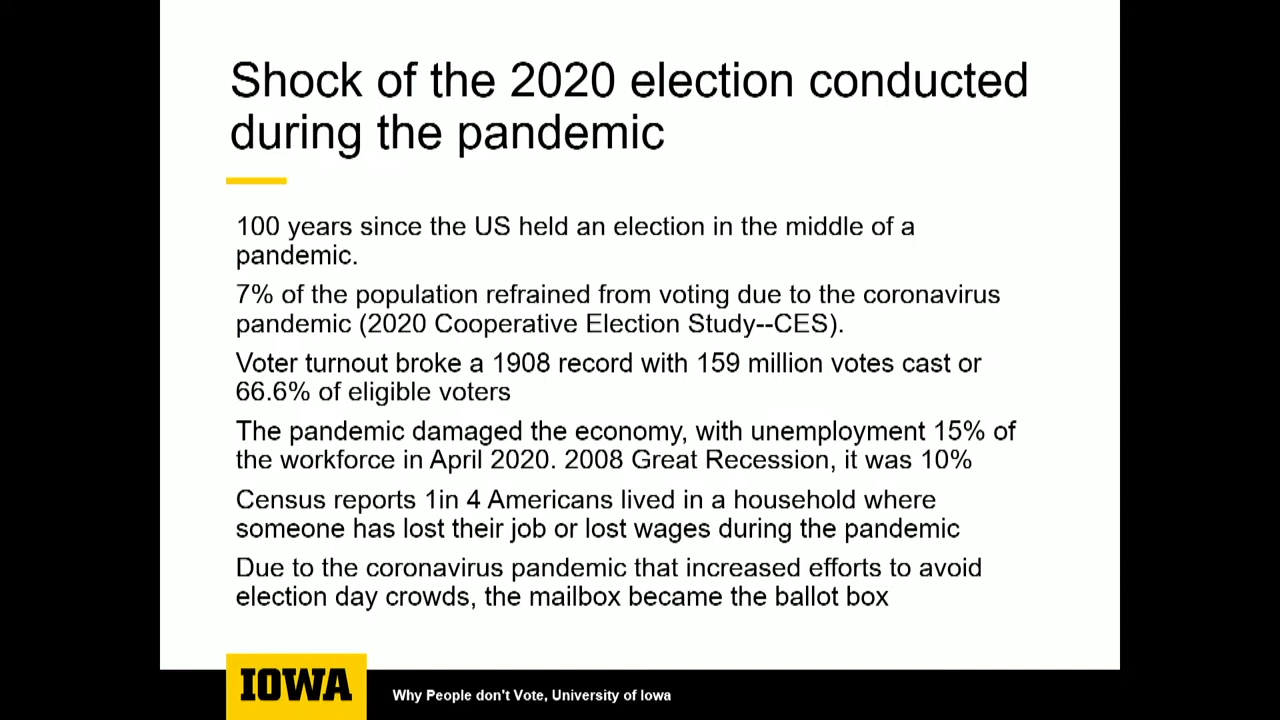 Shock of the 2020 election conducted
during the pandemic
100 years since the US held an election in the middle of a
pandemic.
7% of the population refrained from voting due to the coronavirus
pandemic (2020 Cooperative Election Study--CES).
Voter turnout broke a 1908 record with 159 million votes cast or
66.6% of eligible voters
The pandemic damaged the economy, with unemployment 15% of
the workforce in April 2020. 2008 Great Recession, it was 10%
Census reports 1in 4 Americans lived in a household where
someone has lost their job or lost wages during the pandemic
Due to the coronavirus pandemic that increased efforts to avoid
election day crowds, the mailbox became the ballot box
IOWA
Why People don't Vote, University of Iowa